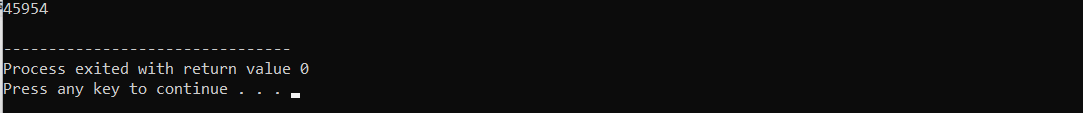 45954
--------------------------------
Process exited with return value 0
Press any key to continue . . .